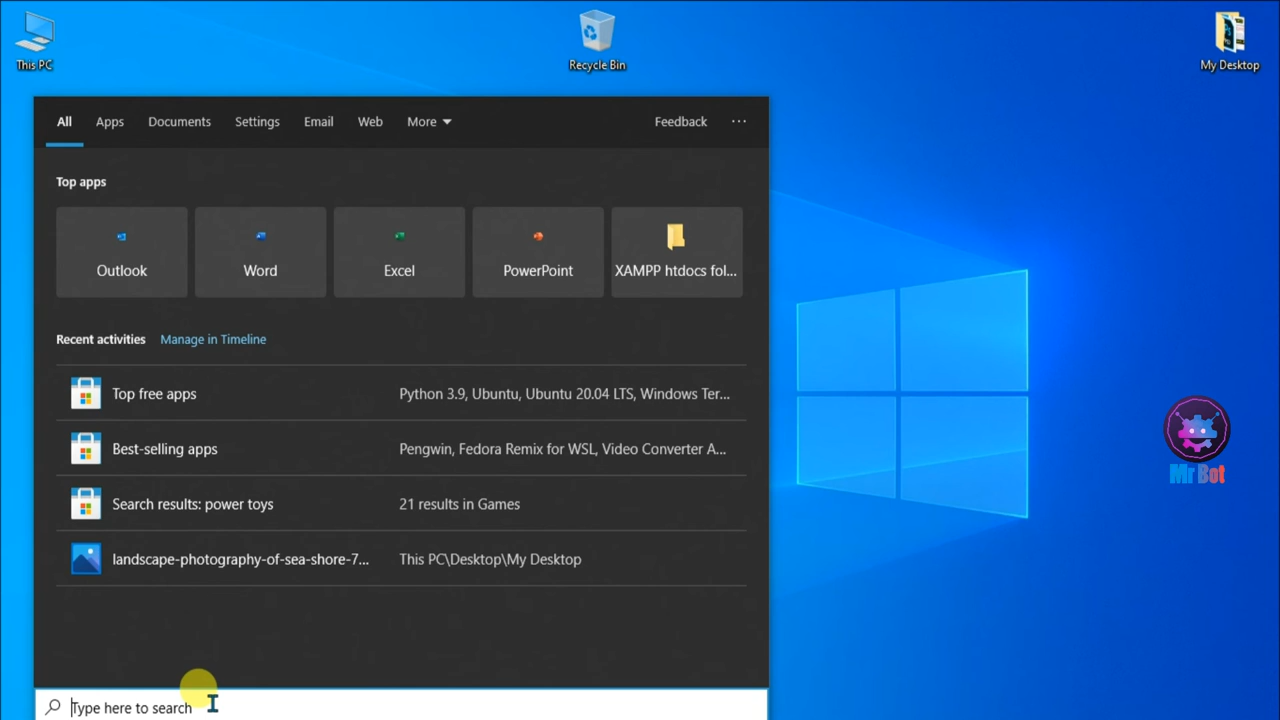 This PC
Recycle Bin
My Desktop
All Apps Documents Settings Email Web More Feedback ...
Top apps
Outlook Word Excel PowerPoint XAMPP htdocs fol...
Recent activities Manage in Timeline
Top free apps Python 3.9, Ubuntu, Ubuntu 20.04 LTS, Windows Ter...
Best-selling apps Pengwin, Fedora Remix for WSL, Video Converter A...
Search results: power toys 21 results in Games
landscape-photography-of-sea-shore-7... This PC\Desktop\My Desktop
Type here to search
Mr Bot